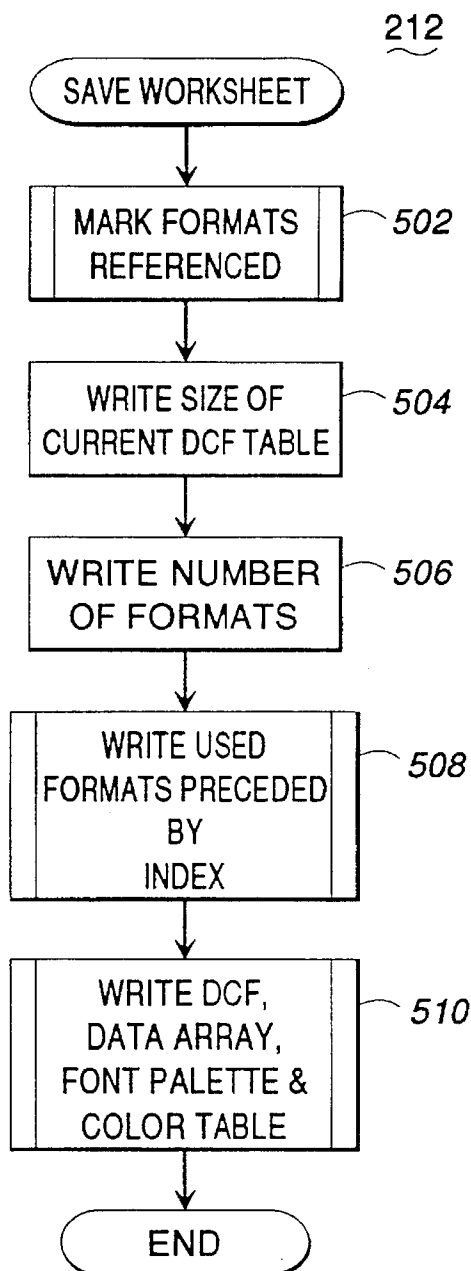 212
SAVE WORKSHEET
MARK FORMATS
REFERENCED
502
WRITE SIZE OF
CURRENT DCF TABLE
504
WRITE NUMBER
OF FORMATS
506
WRITE USED
FORMATS PRECEDED
BY
INDEX
508
WRITE DCF,
DATA ARRAY,
FONT PALETTE &
COLOR TABLE
510
END